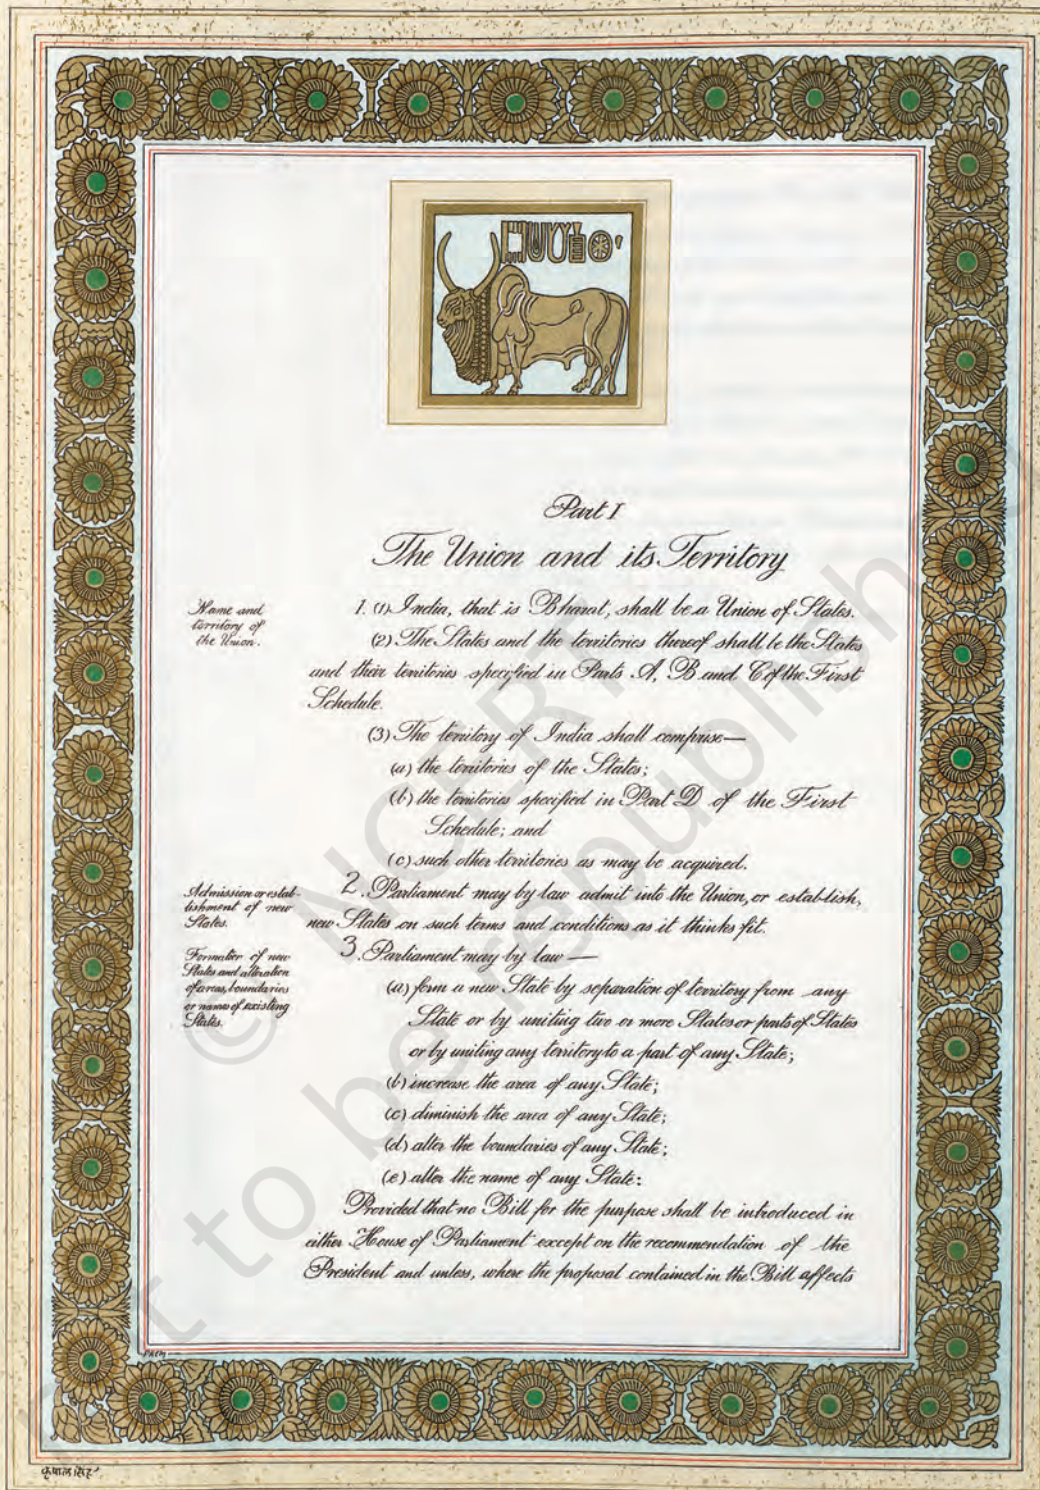 Part I
The Union and its Territory
Name and
territory of
the Union.
1. (1) India, that is Bharat, shall be a Union of States.
(2) The States and the territories thereof shall be the States
and their territories specified in Parts A, B and C of the First
Schedule.
(3) The territory of India shall comprise—
(a) the territories of the States;
(b) the territories specified in Part D of the First
Schedule; and
(c) such other territories as may be acquired.
Admission or estab-
lishment of new
States.
2. Parliament may by law admit into the Union, or establish,
new States on such terms and conditions as it thinks fit.
Formation of new
States and alteration
of areas, boundaries
or names of existing
States.
3. Parliament may by law —
(a) form a new State by separation of territory from any
State or by uniting two or more States or parts of States
or by uniting any territory to a part of any State;
(b) increase the area of any State;
(c) diminish the area of any State;
(d) alter the boundaries of any State;
(e) alter the name of any State:
Provided that no Bill for the purpose shall be introduced in
either House of Parliament except on the recommendation of the
President and unless, where the proposal contained in the Bill affects
कृपाल सिंह
© NCERT
not to be republished